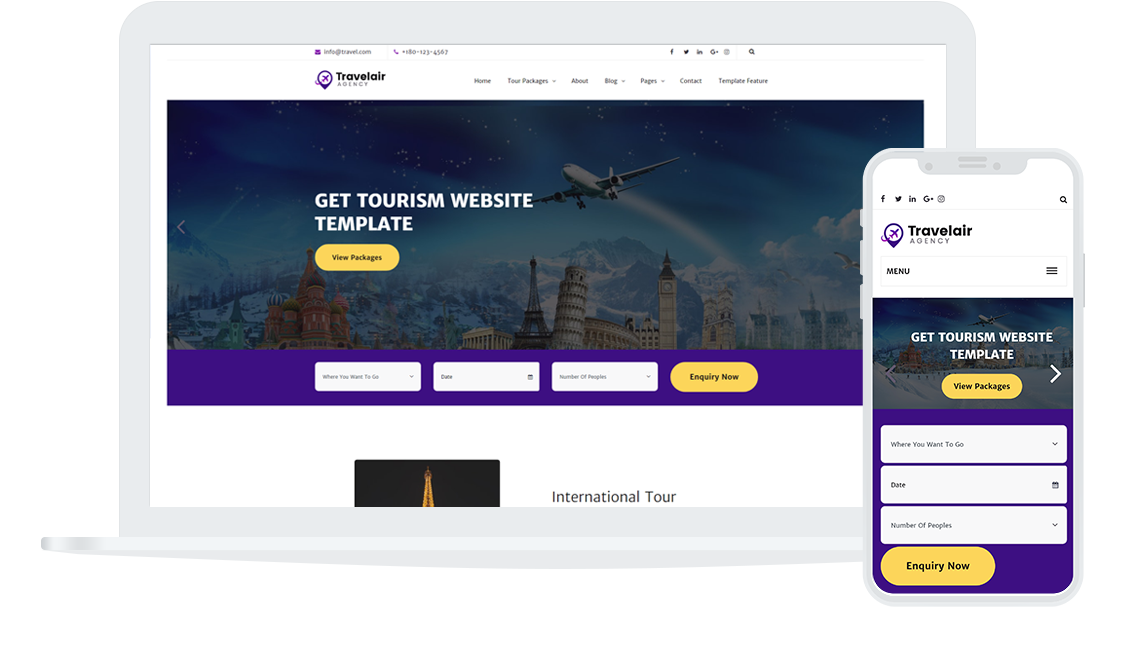 info@travel.com +180-123-4567
Travelair
AGENCY
Home Tour Packages About Blog Pages Contact Template Feature
GET TOURISM WEBSITE
TEMPLATE
View Packages
Where You Want To Go Date Number Of Peoples Enquiry Now
International Tour
Travelair
AGENCY
MENU
GET TOURISM WEBSITE
TEMPLATE
View Packages
Where You Want To Go
Date
Number Of Peoples
Enquiry Now